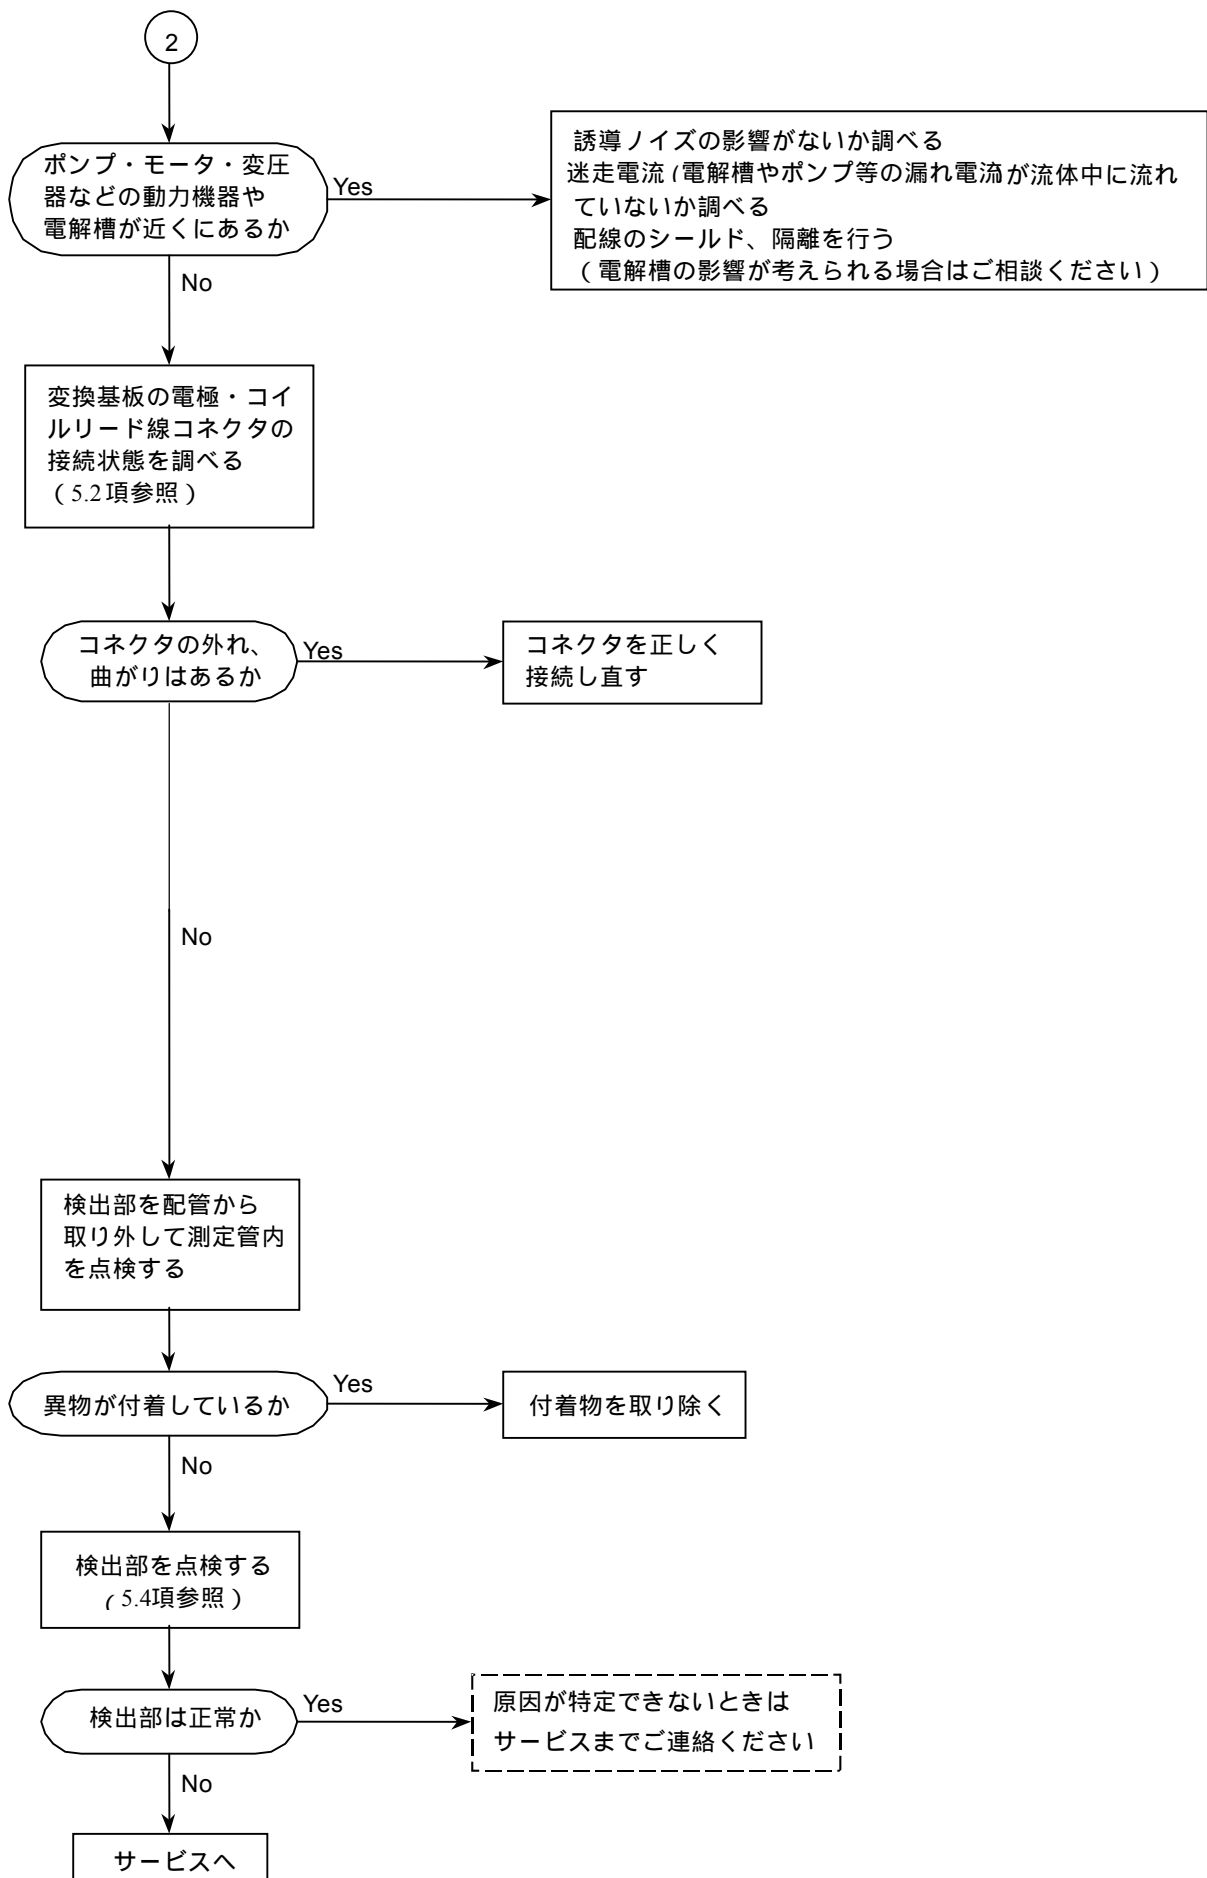 2
ポンプ・モータ・変圧
器などの動力機器や
電解槽が近くにあるか
Yes
誘導ノイズの影響がないか調べる
迷走電流(電解槽やポンプ等の漏れ電流が流体中に流れ
ていないか調べる
配線のシールド、隔離を行う
(電解槽の影響が考えられる場合はご相談ください)
No
変換基板の電極・コイ
ルリード線コネクタの
接続状態を調べる
(5.2項参照)
コネクタの外れ、
曲がりはあるか
Yes
コネクタを正しく
接続し直す
No
検出部を配管から
取り外して測定管内
を点検する
異物が付着しているか
Yes
付着物を取り除く
No
検出部を点検する
(5.4項参照)
検出部は正常か
Yes
原因が特定できないときは
サービスまでご連絡ください
No
サービスへ